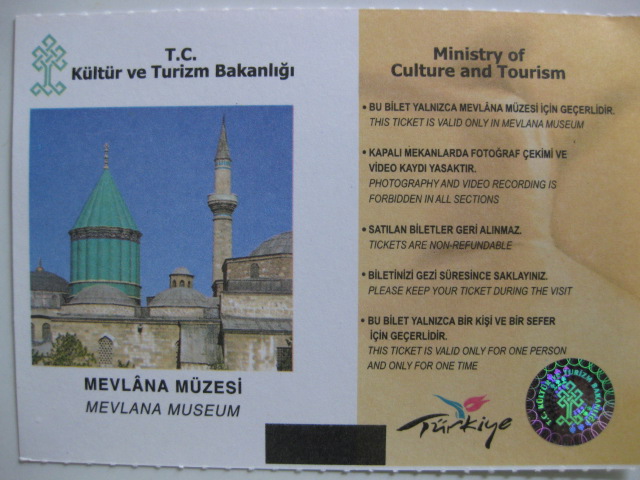 T.C.
Kültür ve Turizm Bakanlığı
MEVLÂNA MÜZESİ
MEVLANA MUSEUM
Ministry of
Culture and Tourism
• BU BİLET YALNIZCA MEVLÂNA MÜZESİ İÇİN GEÇERLİDİR.
THIS TICKET IS VALID ONLY IN MEVLANA MUSEUM
• KAPALI MEKANLARDA FOTOĞRAF ÇEKİMİ VE
VİDEO KAYDI YASAKTIR.
PHOTOGRAPHY AND VIDEO RECORDING IS
FORBIDDEN IN ALL SECTIONS
• SATILAN BİLETLER GERİ ALINMAZ.
TICKETS ARE NON-REFUNDABLE
• BİLETİNİZİ GEZİ SÜRESİNCE SAKLAYINIZ.
PLEASE KEEP YOUR TICKET DURING THE VISIT
• BU BİLET YALNIZCA BİR KİŞİ VE BİR SEFER
İÇİN GEÇERLİDİR.
THIS TICKET IS VALID ONLY FOR ONE PERSON
AND ONLY FOR ONE TIME
Türkiye
T.C. KÜLTÜR VE TURİZM BAKANLIĞI